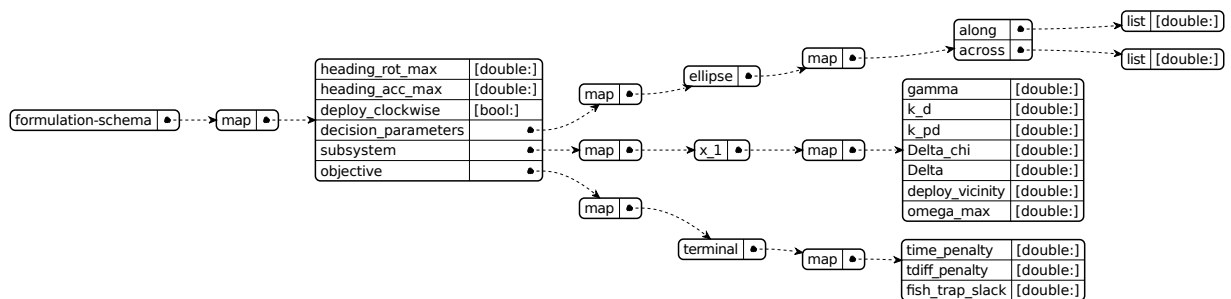 formulation-schema
map
heading_rot_max [double:]
heading_acc_max [double:]
deploy_clockwise [bool:]
decision_parameters
subsystem
objective
map
ellipse
map
along
across
list [double:]
list [double:]
map
x_1
map
gamma [double:]
k_d [double:]
k_pd [double:]
Delta_chi [double:]
Delta [double:]
deploy_vicinity [double:]
omega_max [double:]
map
terminal
map
time_penalty [double:]
tdiff_penalty [double:]
fish_trap_slack [double:]